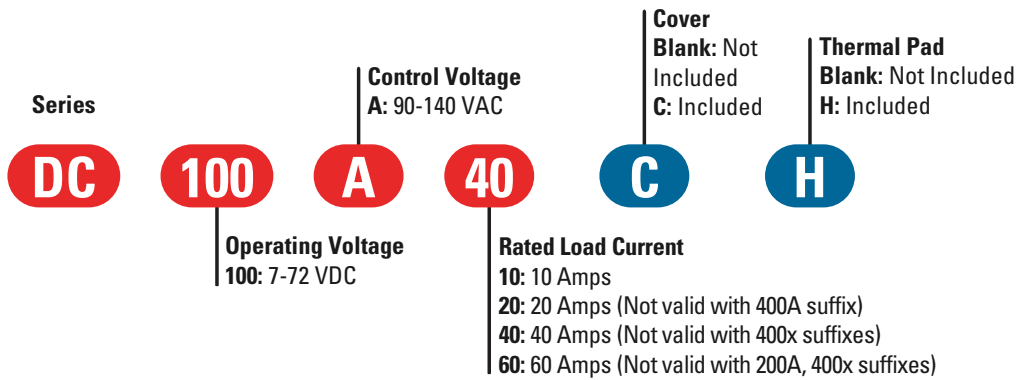 Cover
Blank: Not
Included
C: Included
Thermal Pad
Blank: Not Included
H: Included
Control Voltage
A: 90-140 VAC
Series
DC 100 A 40 C H
Operating Voltage
100: 7-72 VDC
Rated Load Current
10: 10 Amps
20: 20 Amps (Not valid with 400A suffix)
40: 40 Amps (Not valid with 400x suffixes)
60: 60 Amps (Not valid with 200A, 400x suffixes)